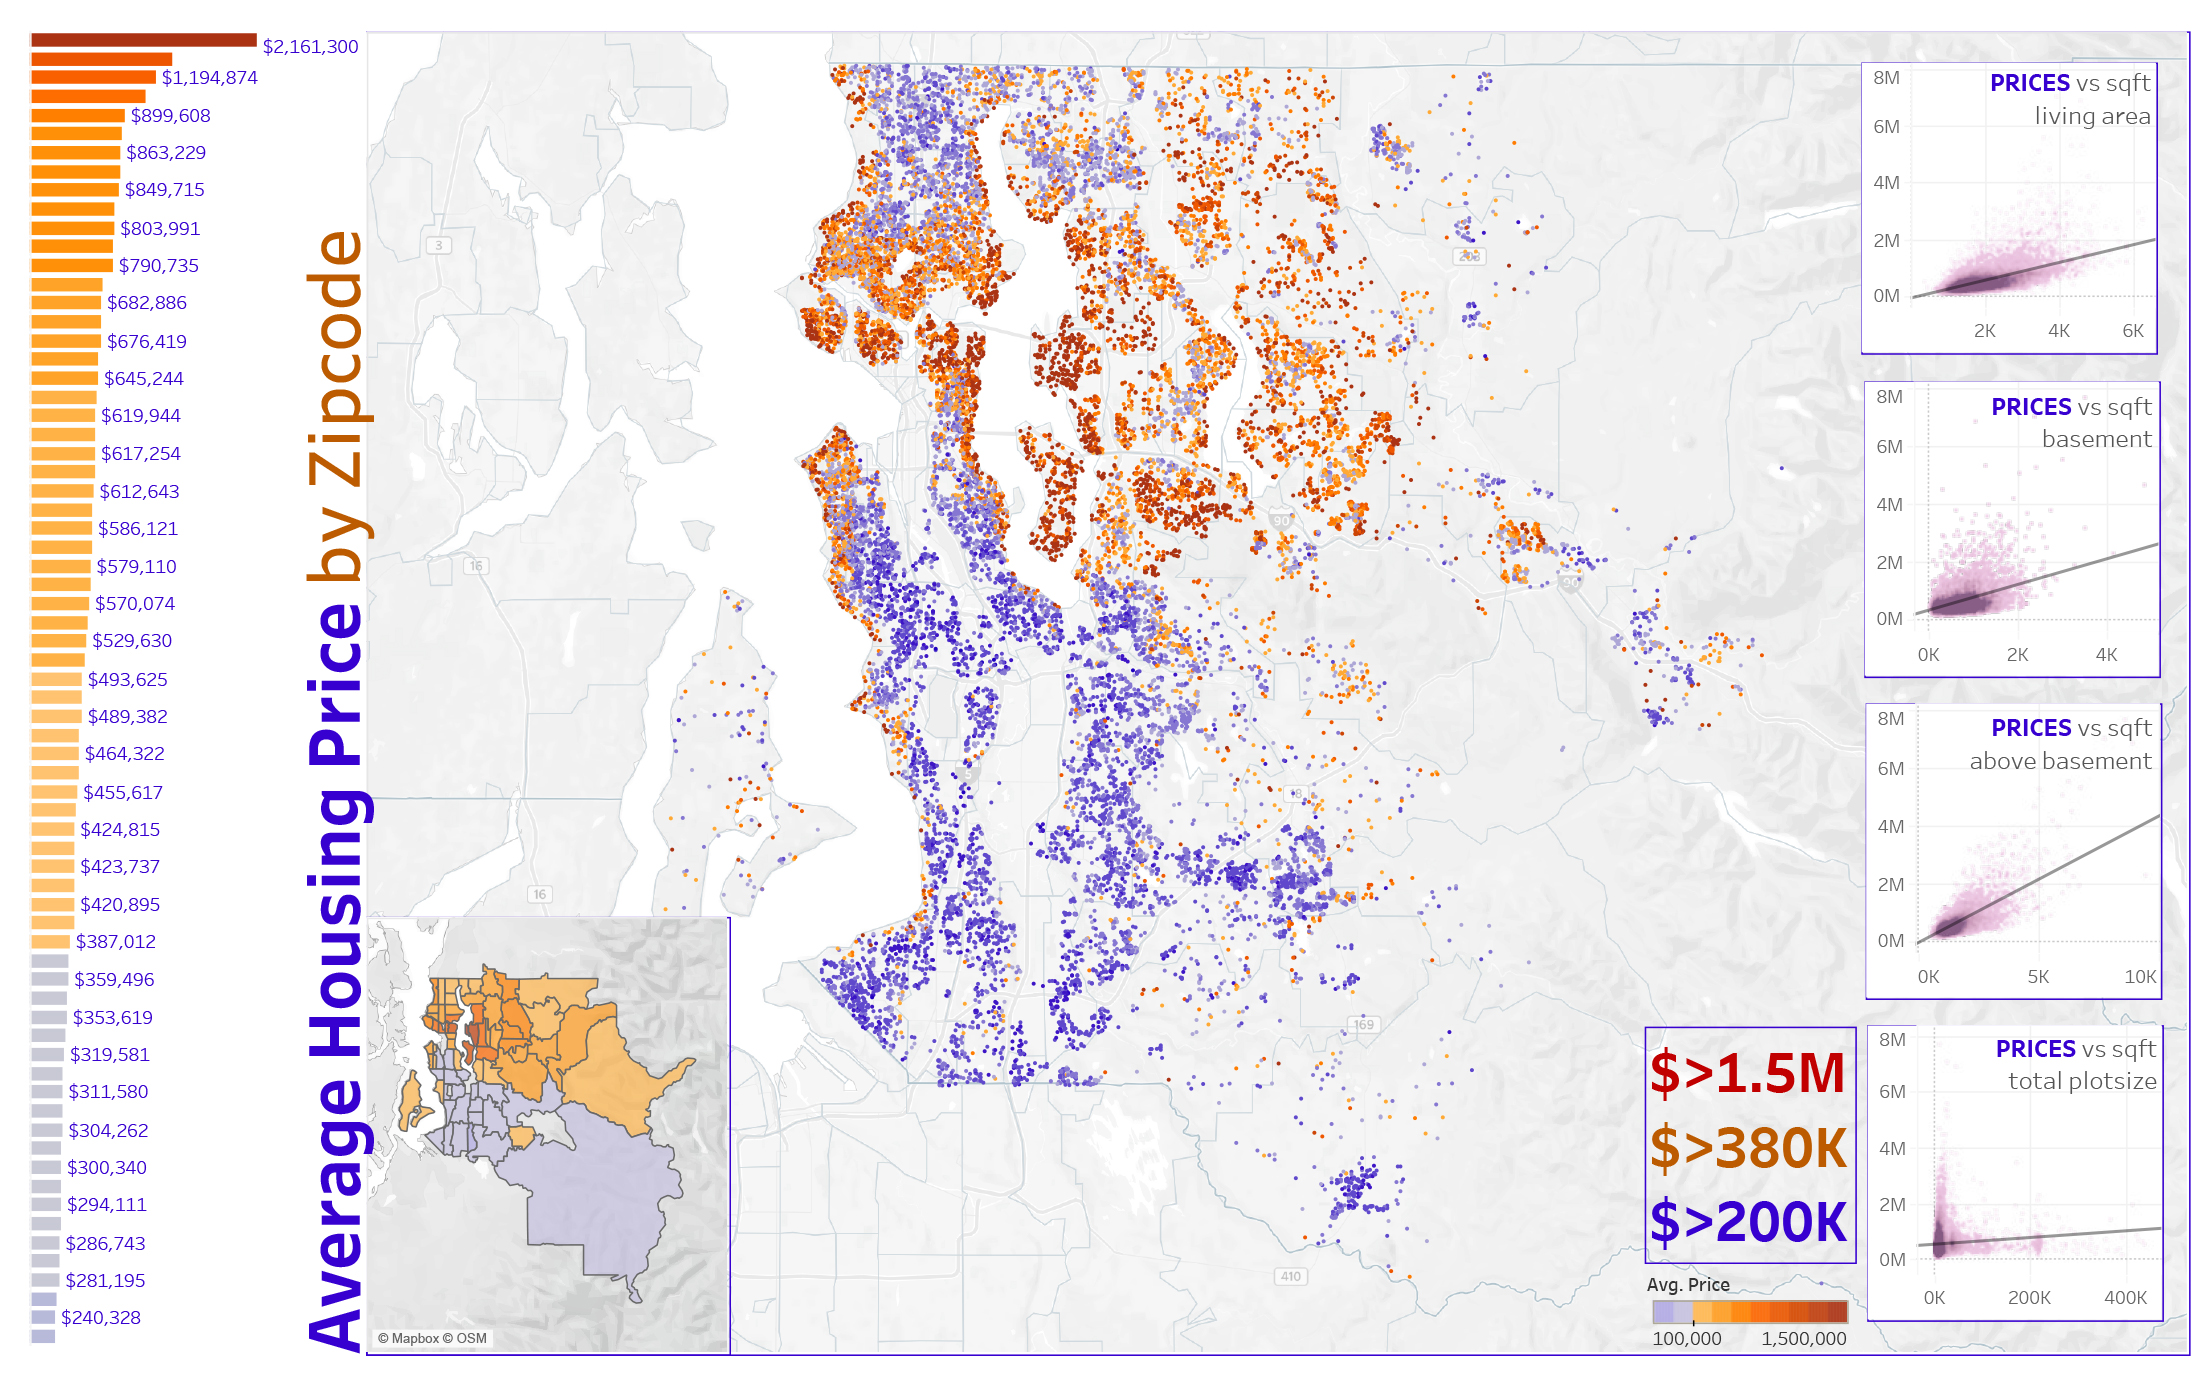 $2,161,300
$1,194,874
$899,608
$863,229
$849,715
$803,991
$790,735
$682,886
$676,419
$645,244
$619,944
$617,254
$612,643
$586,121
$579,110
$570,074
$529,630
$493,625
$489,382
$464,322
$455,617
$424,815
$423,737
$420,895
$387,012
$359,496
$353,619
$319,581
$311,580
$304,262
$300,340
$294,111
$286,743
$281,195
$240,328
Average Housing Price by Zipcode
3
16
16
203
90
90
5
18
169
410
© Mapbox © OSM
PRICES vs sqft
living area
8M
6M
4M
2M
0M
2K
4K
6K
PRICES vs sqft
basement
8M
6M
4M
2M
0M
0K
2K
4K
PRICES vs sqft
above basement
8M
6M
4M
2M
0M
0K
5K
10K
PRICES vs sqft
total plotsize
8M
6M
4M
2M
0M
0K
200K
400K
$>1.5M
$>380K
$>200K
Avg. Price
100,000
1,500,000